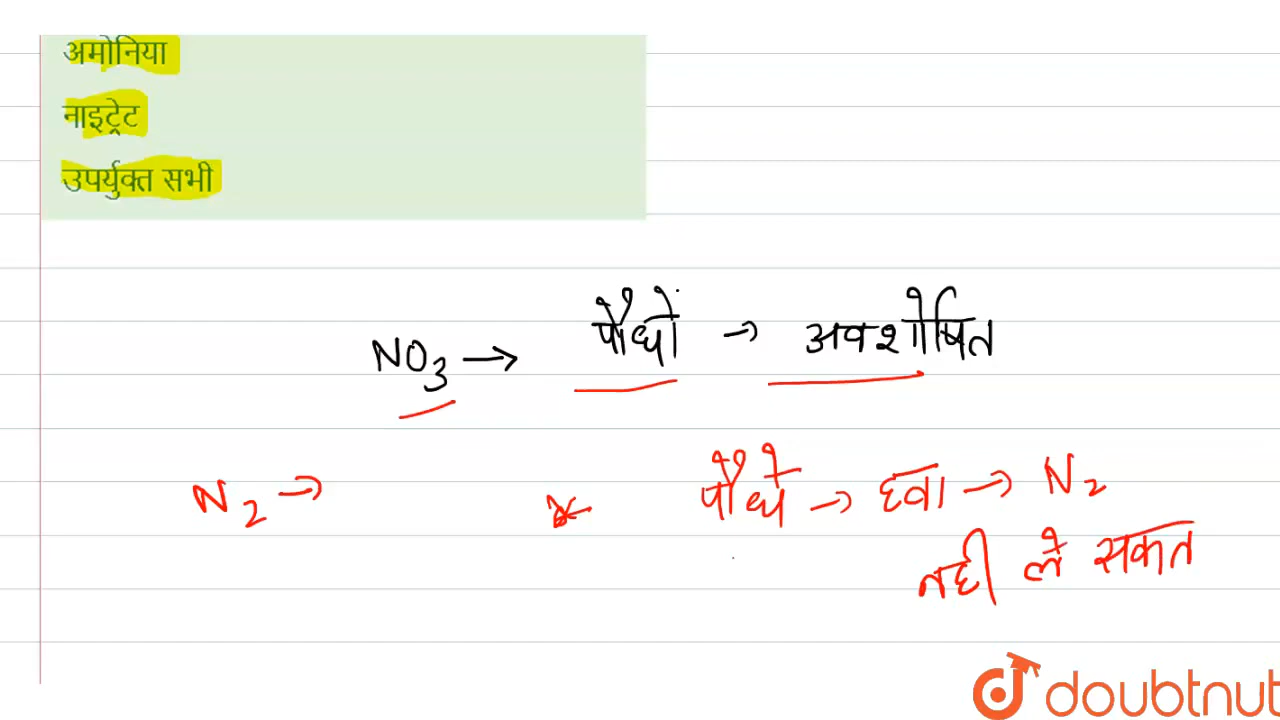 अमोनिया
नाइट्रेट
उपर्युक्त सभी
NO3 → पौधों → अवशोषित
N2 →
* पौधे → हवा → N2
नही ले सकत
doubtnut